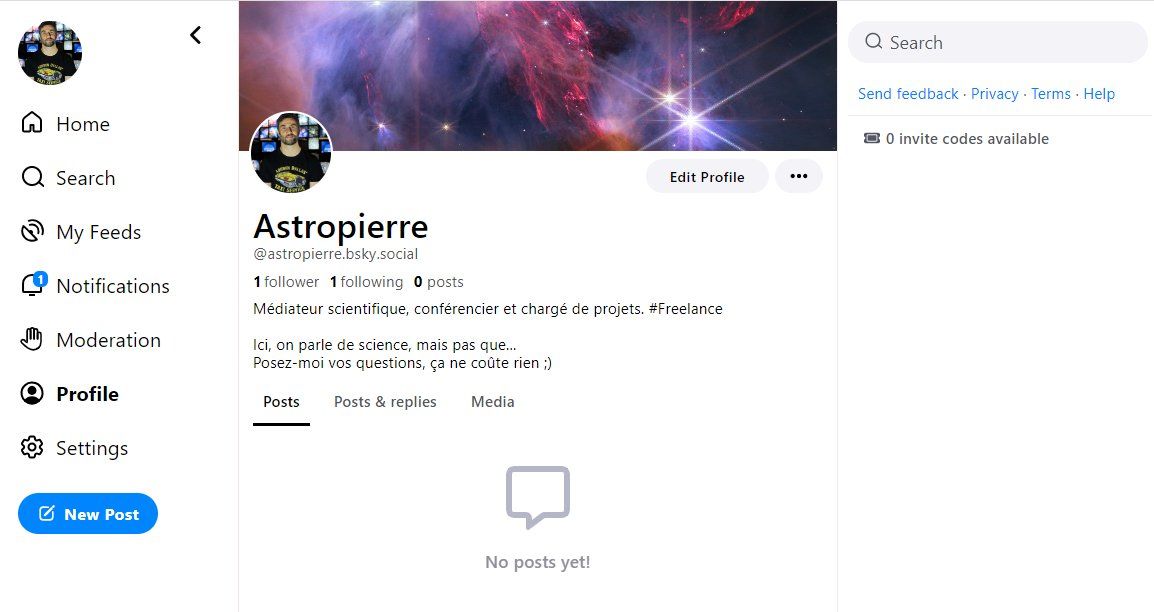 Home
Search
My Feeds
1
Notifications
Moderation
Profile
Settings
New Post
Edit Profile
Astropierre
@astropierre.bsky.social
1 follower 1 following 0 posts
Médiateur scientifique, conférencier et chargé de projets. #Freelance
Ici, on parle de science, mais pas que...
Posez-moi vos questions, ça ne coûte rien ;)
Posts Posts & replies Media
No posts yet!
Search
Send feedback · Privacy · Terms · Help
0 invite codes available